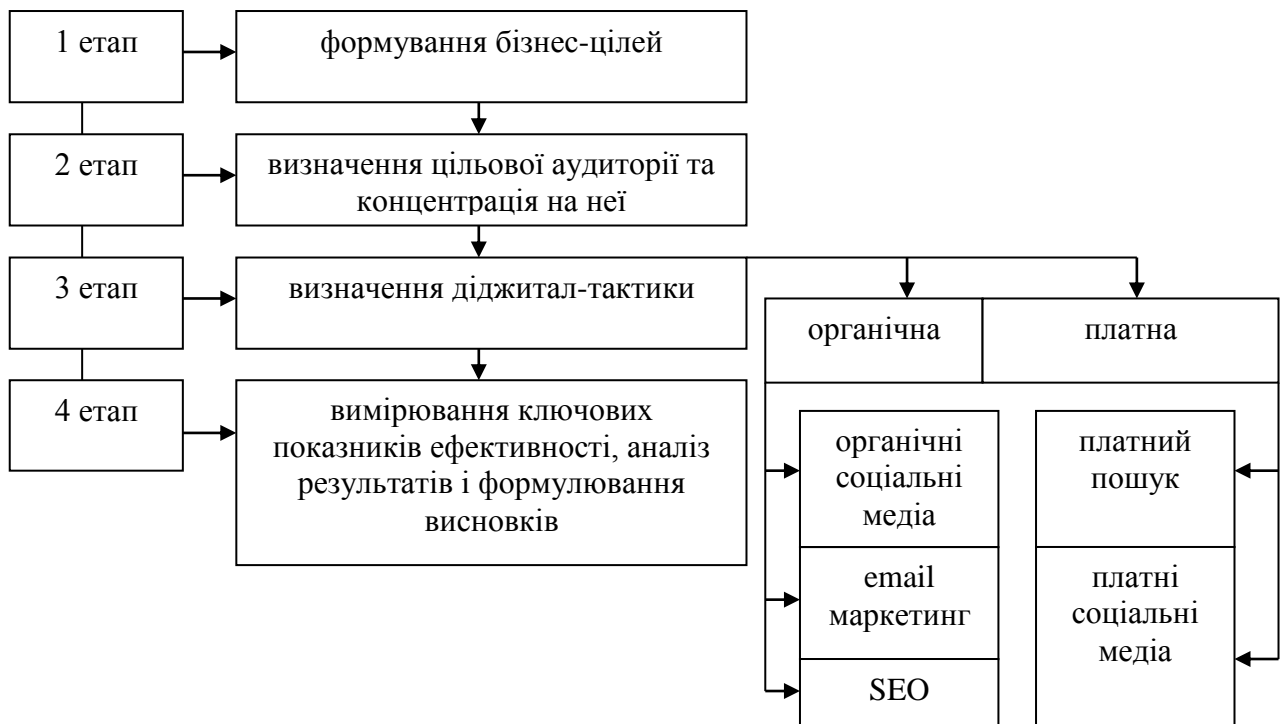 1 етап
формування бізнес-цілей
2 етап
визначення цільової аудиторії та
концентрація на неї
3 етап
визначення діджитал-тактики
4 етап
вимірювання ключових
показників ефективності, аналіз
результатів і формулювання
висновків
органічна
платна
органічні
соціальні
медіа
email
маркетинг
SEO
платний
пошук
платні
соціальні
медіа